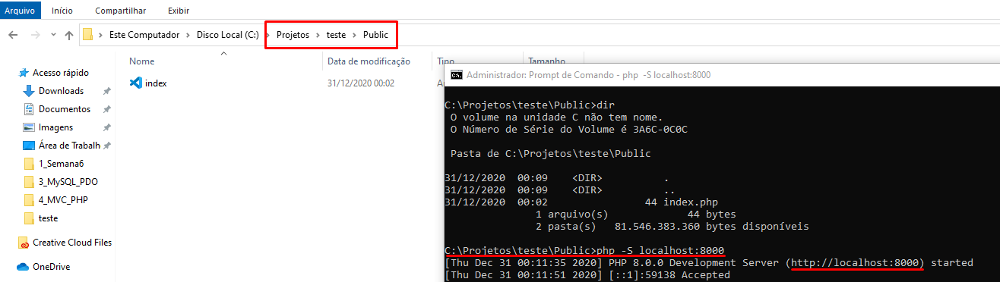 Arquivo Início Compartilhar Exibir
Este Computador > Disco Local (C:) > Projetos > teste > Public
Nome Data de modificação Tipo Tamanho
Acesso rápido
Downloads
Documentos
Imagens
Área de Trabalh
1_Semana6
3_MySQL_PDO
4_MVC_PHP
teste
Creative Cloud Files
OneDrive
index 31/12/2020 00:02
Administrador: Prompt de Comando - php -S localhost:8000
C:\Projetos\teste\Public>dir
O volume na unidade C não tem nome.
O Número de Série do Volume é 3A6C-0C0C
Pasta de C:\Projetos\teste\Public
31/12/2020 00:09 <DIR> .
31/12/2020 00:09 <DIR> ..
31/12/2020 00:02 44 index.php
1 arquivo(s) 44 bytes
2 pasta(s) 81.546.383.360 bytes disponíveis
C:\Projetos\teste\Public>php -S localhost:8000
[Thu Dec 31 00:11:35 2020] PHP 8.0.0 Development Server (http://localhost:8000) started
[Thu Dec 31 00:11:51 2020] [::1]:59138 Accepted